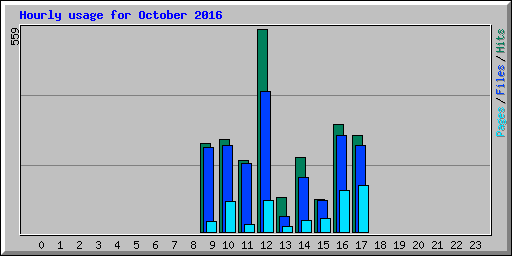 Hourly usage for October 2016
559
Pages/Files/Hits
0 1 2 3 4 5 6 7 8 9 10 11 12 13 14 15 16 17 18 19 20 21 22 23